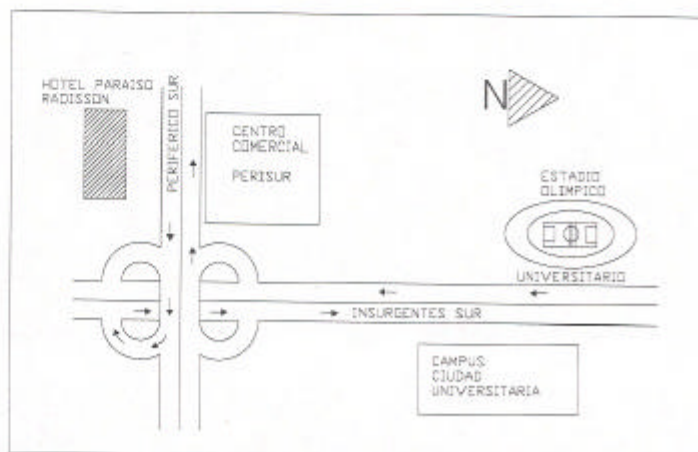 HOTEL PARAISO
RADISSON
PERIFERICO SUR
CENTRO
COMERCIAL
PERISUR
N
ESTADIO
OLIMPICO
UNIVERSITARIO
INSURGENTES SUR
CAMPUS
CIUDAD
UNIVERSITARIA